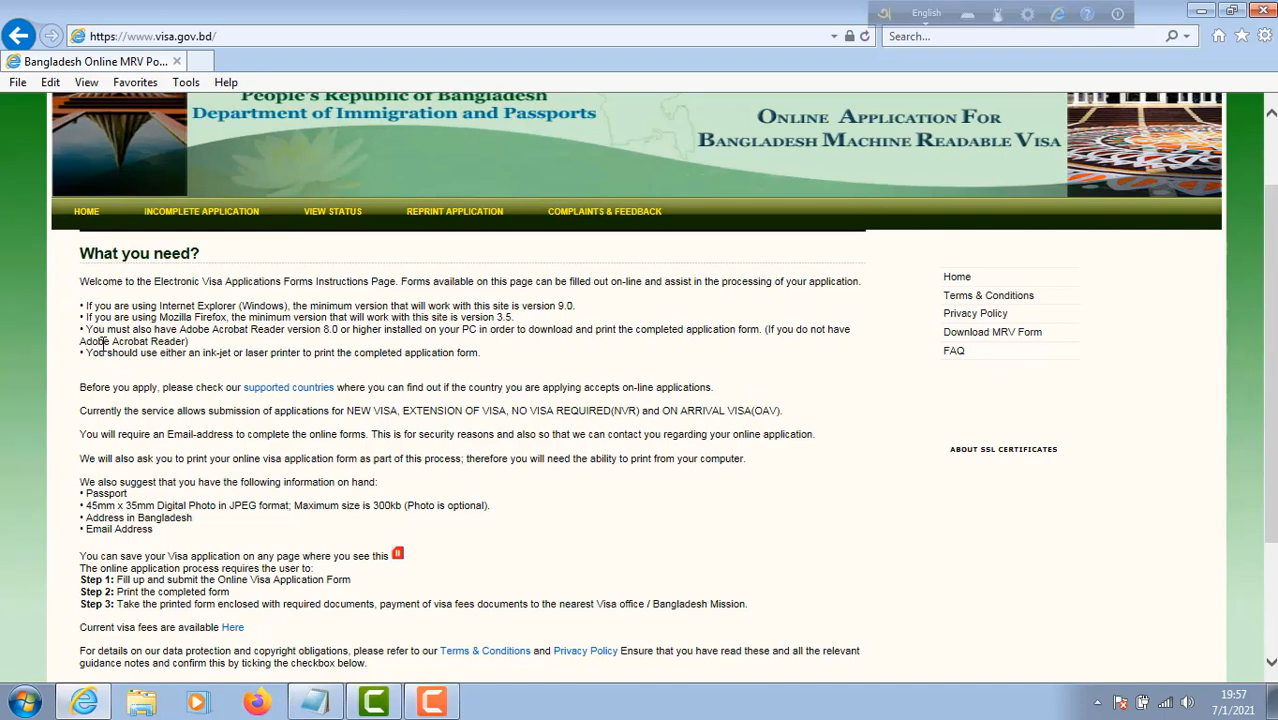 English
https://www.visa.gov.bd/
Search...
Bangladesh Online MRV Po...
File Edit View Favorites Tools Help
People's Republic of Bangladesh
Department of Immigration and Passports
Online Application For
Bangladesh Machine Readable Visa
HOME INCOMPLETE APPLICATION VIEW STATUS REPRINT APPLICATION COMPLAINTS & FEEDBACK
What you need?
Welcome to the Electronic Visa Applications Forms Instructions Page. Forms available on this page can be filled out on-line and assist in the processing of your application.
• If you are using Internet Explorer (Windows), the minimum version that will work with this site is version 9.0.
• If you are using Mozilla Firefox, the minimum version that will work with this site is version 3.5.
• You must also have Adobe Acrobat Reader version 8.0 or higher installed on your PC in order to download and print the completed application form. (If you do not have
Adobe Acrobat Reader)
• You should use either an ink-jet or laser printer to print the completed application form.
Before you apply, please check our supported countries where you can find out if the country you are applying accepts on-line applications.
Currently the service allows submission of applications for NEW VISA, EXTENSION OF VISA, NO VISA REQUIRED(NVR) and ON ARRIVAL VISA(OAV).
You will require an Email-address to complete the online forms. This is for security reasons and also so that we can contact you regarding your online application.
We will also ask you to print your online visa application form as part of this process; therefore you will need the ability to print from your computer.
We also suggest that you have the following information on hand:
• Passport
• 45mm x 35mm Digital Photo in JPEG format; Maximum size is 300kb (Photo is optional).
• Address in Bangladesh
• Email Address
You can save your Visa application on any page where you see this
The online application process requires the user to:
Step 1: Fill up and submit the Online Visa Application Form
Step 2: Print the completed form
Step 3: Take the printed form enclosed with required documents, payment of visa fees documents to the nearest Visa office / Bangladesh Mission.
Current visa fees are available Here
For details on our data protection and copyright obligations, please refer to our Terms & Conditions and Privacy Policy Ensure that you have read these and all the relevant
guidance notes and confirm this by ticking the checkbox below.
Home
Terms & Conditions
Privacy Policy
Download MRV Form
FAQ
ABOUT SSL CERTIFICATES
19:57
7/1/2021